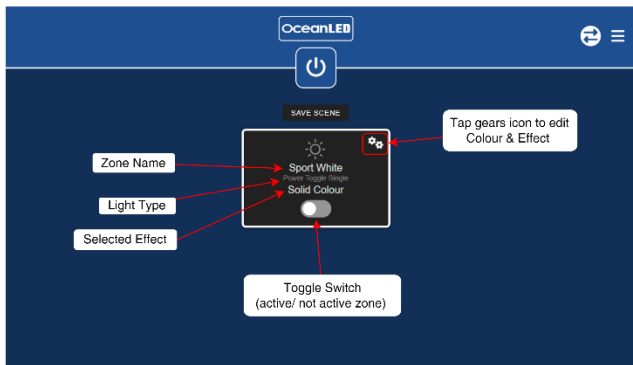 OceanLED
SAVE SCENE
Tap gears icon to edit
Colour & Effect
Zone Name
Sport White
Power Toggle Single
Light Type
Solid Colour
Selected Effect
Toggle Switch
(active/ not active zone)